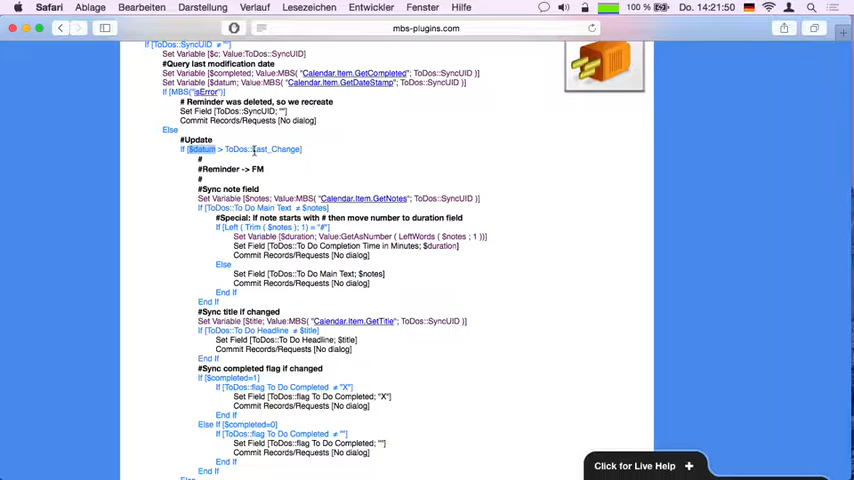 Safari Ablage Bearbeiten Darstellung Verlauf Lesezeichen Entwickler Fenster Hilfe 100 % Do. 14:21:50
mbs-plugins.com
If [ToDos::SyncUID ≠ ""]
Set Variable [$c; Value:ToDos::SyncUID]
#Query last modification date
Set Variable [$completed; Value:MBS( "Calendar.Item.GetCompleted"; ToDos::SyncUID )]
Set Variable [$datum; Value:MBS( "Calendar.Item.GetDateStamp"; ToDos::SyncUID )]
If [MBS("isError")]
# Reminder was deleted, so we recreate
Set Field [ToDos::SyncUID; ""]
Commit Records/Requests [No dialog]
Else
#Update
If [$datum > ToDos::Last_Change]
#
#Reminder -> FM
#
#Sync note field
Set Variable [$notes; Value:MBS( "Calendar.Item.GetNotes"; ToDos::SyncUID )]
If [ToDos::To Do Main Text ≠ $notes]
#Special: If note starts with # then move number to duration field
If [Left ( Trim ( $notes ); 1) = "#"]
Set Variable [$duration; Value:GetAsNumber ( LeftWords ( $notes ; 1 ))]
Set Field [ToDos::To Do Completion Time in Minutes; $duration]
Commit Records/Requests [No dialog]
Else
Set Field [ToDos::To Do Main Text; $notes]
Commit Records/Requests [No dialog]
End If
End If
#Sync title if changed
Set Variable [$title; Value:MBS( "Calendar.Item.GetTitle"; ToDos::SyncUID )]
If [ToDos::To Do Headline ≠ $title]
Set Field [ToDos::To Do Headline; $title]
Commit Records/Requests [No dialog]
End If
#Sync completed flag if changed
If [$completed=1]
If [ToDos::flag To Do Completed ≠ "X"]
Set Field [ToDos::flag To Do Completed; "X"]
Commit Records/Requests [No dialog]
End If
Else If [$completed=0]
If [ToDos::flag To Do Completed ≠ ""]
Set Field [ToDos::flag To Do Completed; ""]
Commit Records/Requests [No dialog]
End If
End If
Click for Live Help +